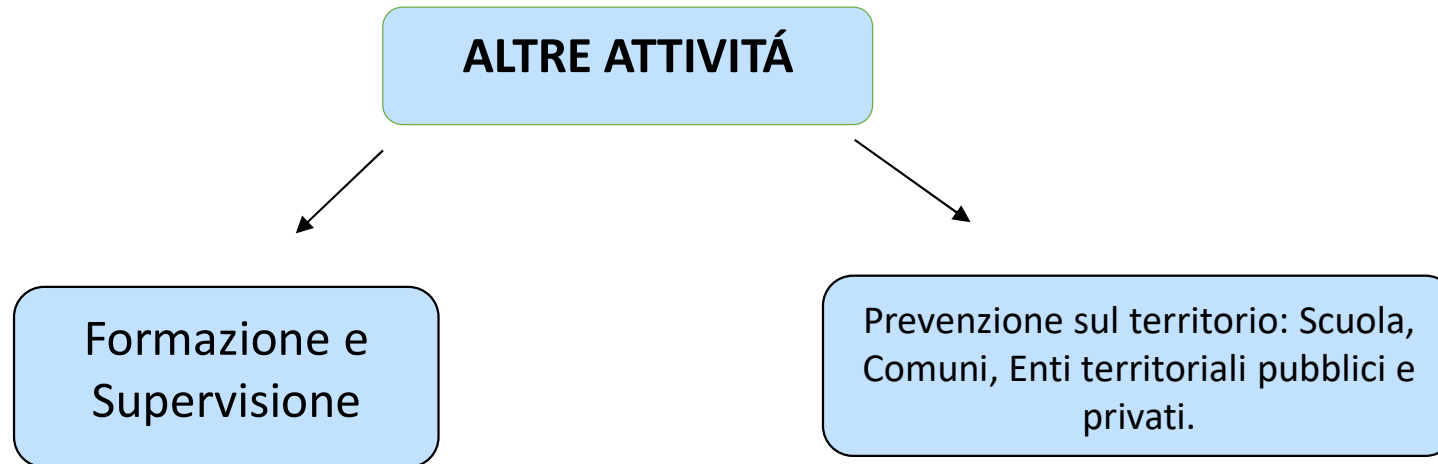 ALTRE ATTIVITÁ
Formazione e
Supervisione
Prevenzione sul territorio: Scuola,
Comuni, Enti territoriali pubblici e
privati.